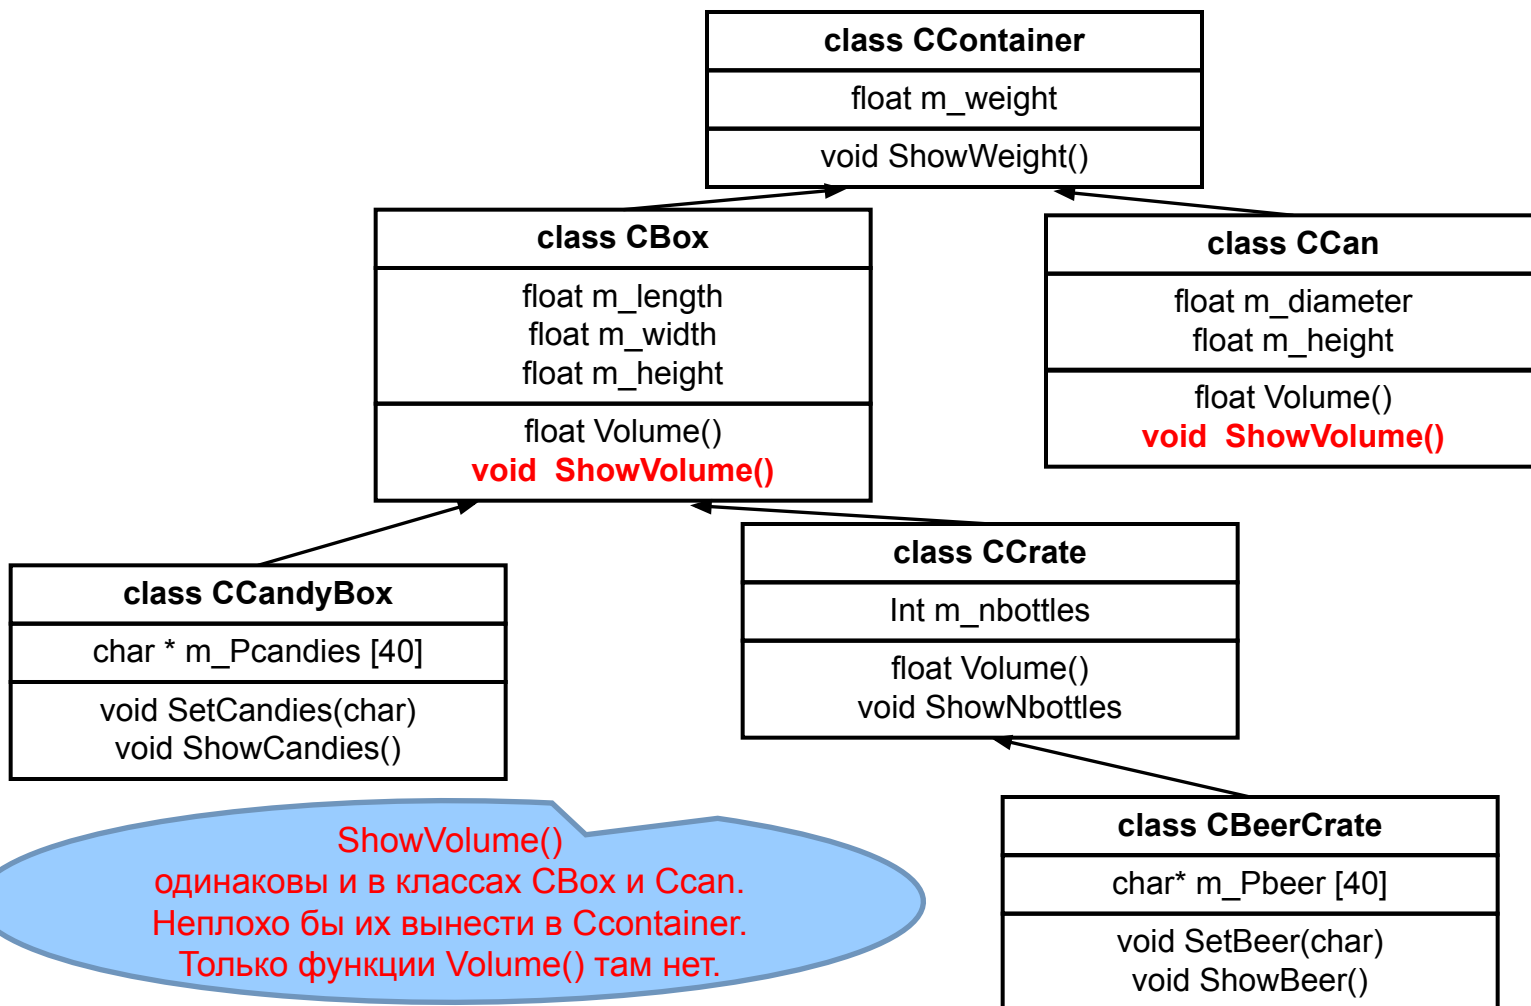 class CContainer
float m_weight
void ShowWeight()
class CBox
float m_length
float m_width
float m_height
float Volume()
void  ShowVolume()
class CCan
float m_diameter
float m_height
float Volume()
void  ShowVolume()
class CCandyBox
char * m_Pcandies [40]
void SetCandies(char)
void ShowCandies()
class CCrate
Int m_nbottles
float Volume()
void ShowNbottles
class CBeerCrate
char* m_Pbeer [40]
void SetBeer(char)
void ShowBeer()
ShowVolume()
одинаковы и в классах CBox и Ccan.
Неплохо бы их вынести в Ccontainer.
Только функции Volume() там нет.